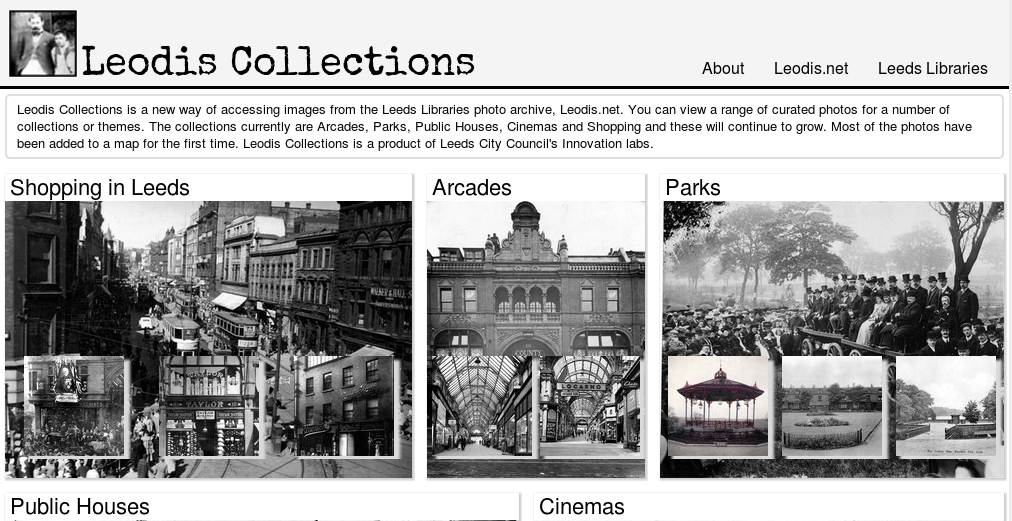 Leodis Collections
About Leodis.net Leeds Libraries
Leodis Collections is a new way of accessing images from the Leeds Libraries photo archive, Leodis.net. You can view a range of curated photos for a number of
collections or themes. The collections currently are Arcades, Parks, Public Houses, Cinemas and Shopping and these will continue to grow. Most of the photos have
been added to a map for the first time. Leodis Collections is a product of Leeds City Council's Innovation labs.
Shopping in Leeds
Arcades
Parks
COUNTY
TAYLOR
LOCARNO
Public Houses
Cinemas